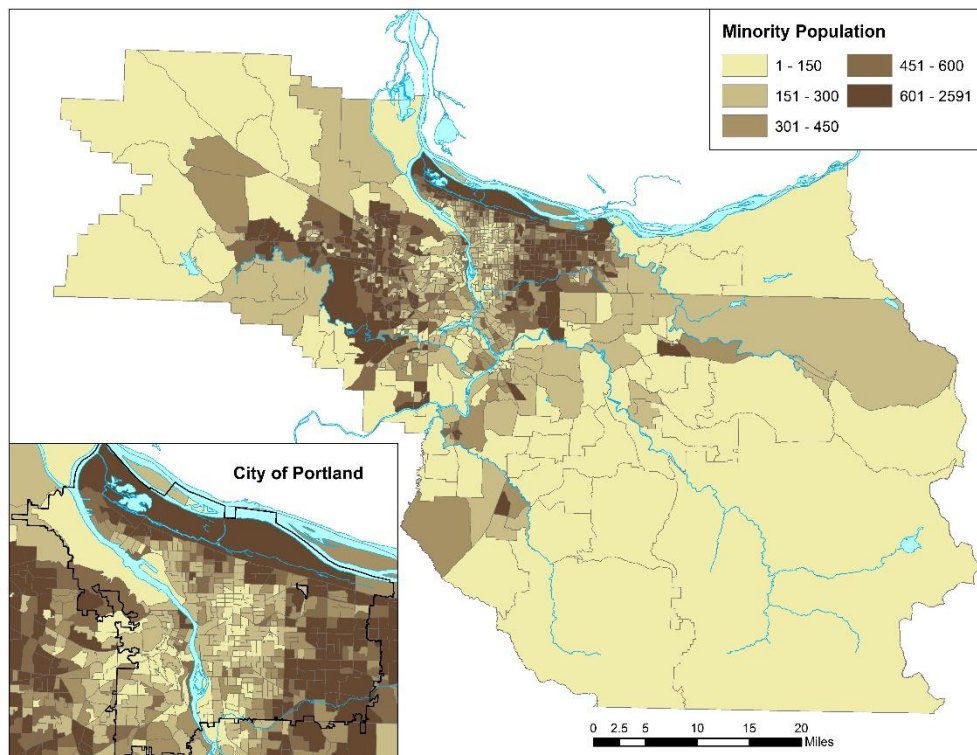 Minority Population
1 - 150
451 - 600
151 - 300
601 - 2591
301 - 450
City of Portland
0 2.5 5 10 15 20
Miles